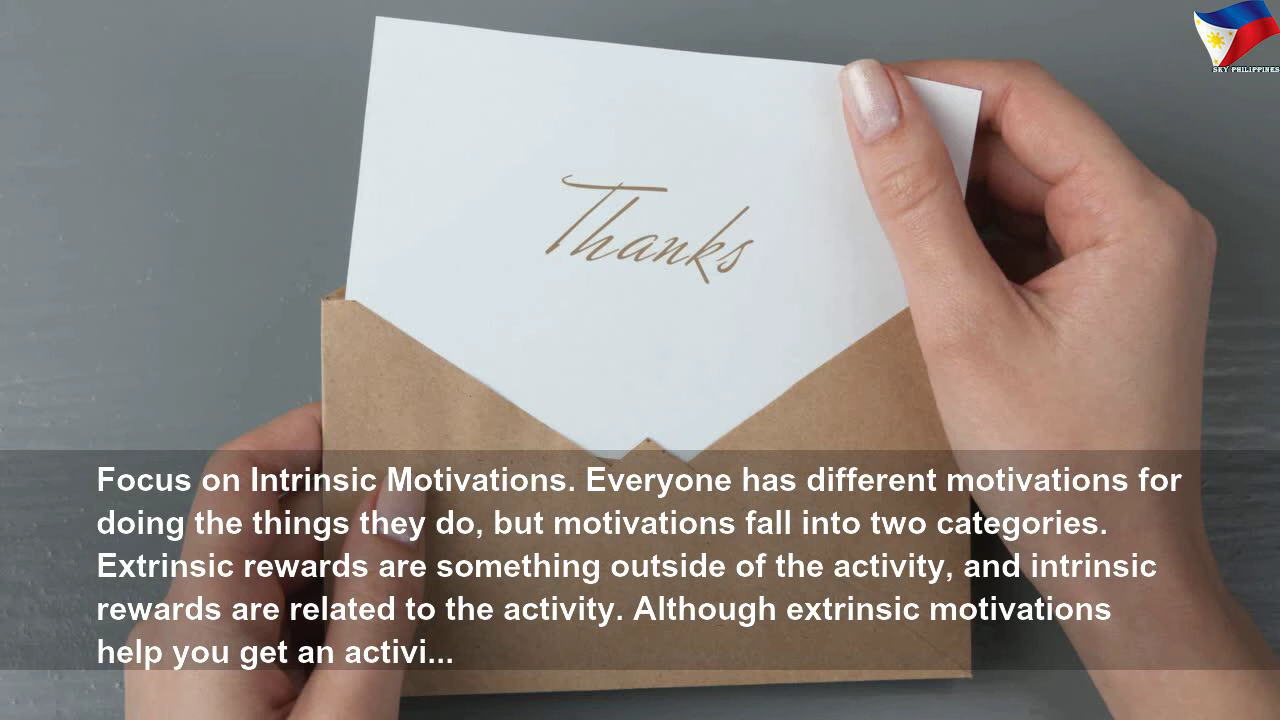 SKY PHILIPPINES
Thanks
Focus on Intrinsic Motivations. Everyone has different motivations for
doing the things they do, but motivations fall into two categories.
Extrinsic rewards are something outside of the activity, and intrinsic
rewards are related to the activity. Although extrinsic motivations
help you get an activi...